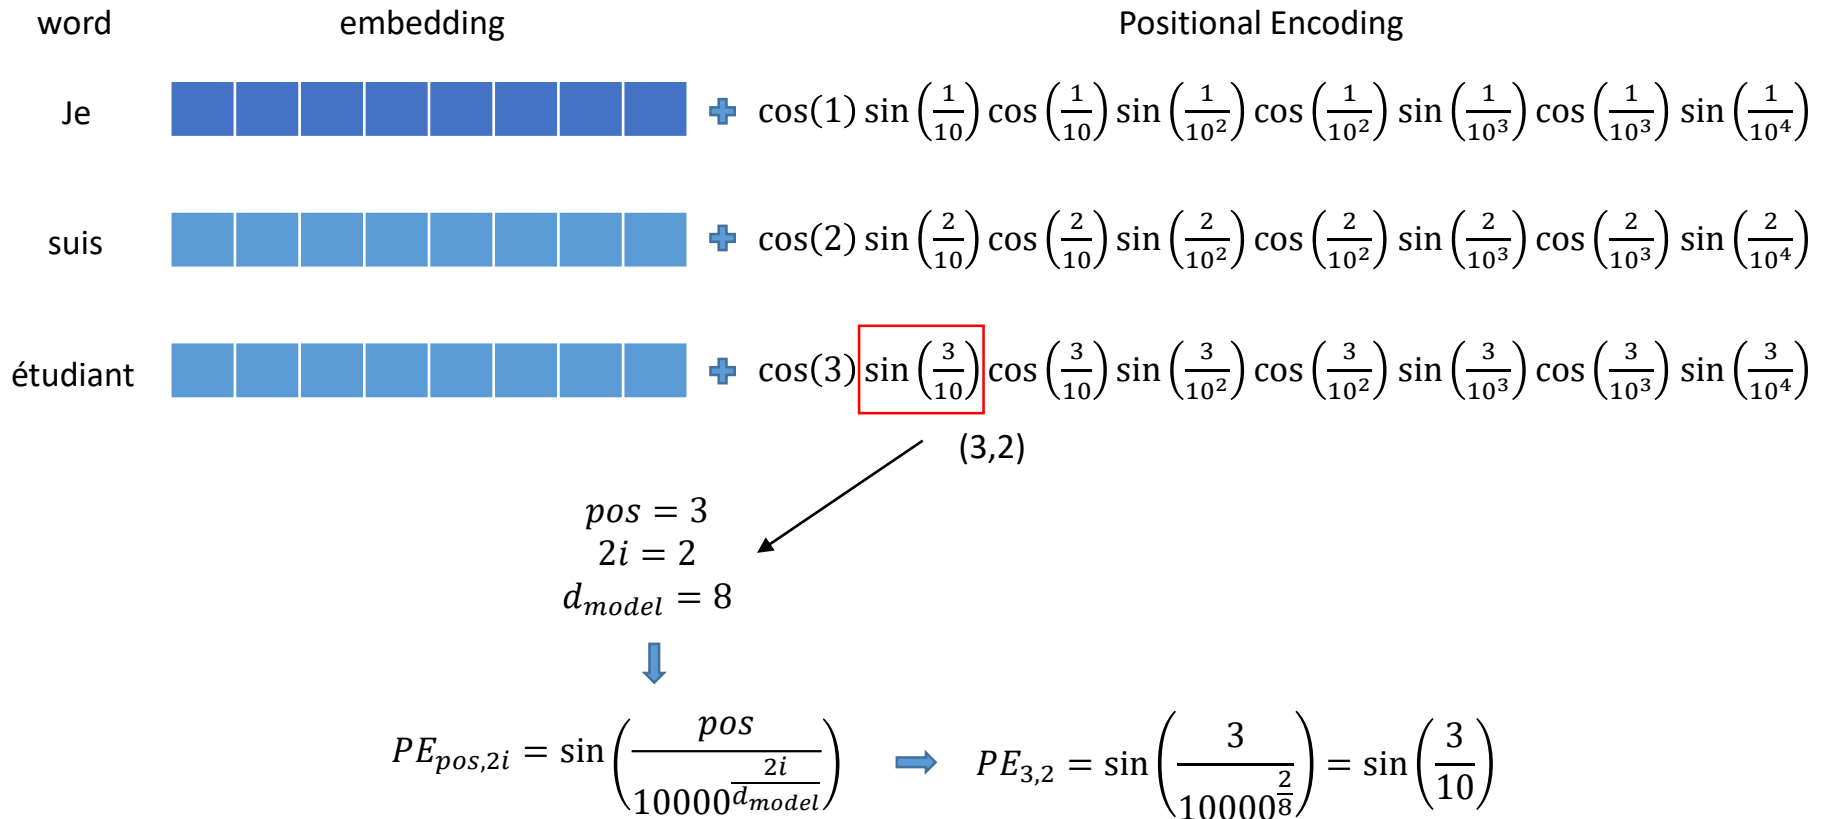 word embedding Positional Encoding
Je cos(1) sin(1/10) cos(1/10) sin(1/10²) cos(1/10²) sin(1/10³) cos(1/10³) sin(1/10⁴)
suis cos(2) sin(2/10) cos(2/10) sin(2/10²) cos(2/10²) sin(2/10³) cos(2/10³) sin(2/10⁴)
étudiant cos(3) sin(3/10) cos(3/10) sin(3/10²) cos(3/10²) sin(3/10³) cos(3/10³) sin(3/10⁴)
(3,2)
pos = 3
2i = 2
d_model = 8
PE_pos,2i = sin(pos/10000^(2i/d_model)) PE_3,2 = sin(3/10000^(2/8)) = sin(3/10)